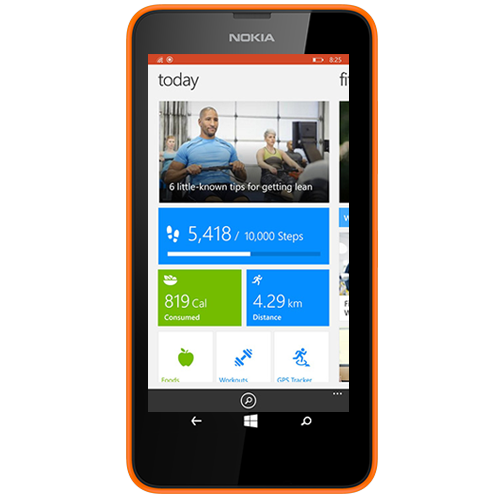 NOKIA
8:25
today
fi
6 little-known tips for getting lean
5,418 / 10,000 Steps
W
819 Cal
Consumed
4.29 km
Distance
F
W
Foods
Workouts
GPS Tracker
...